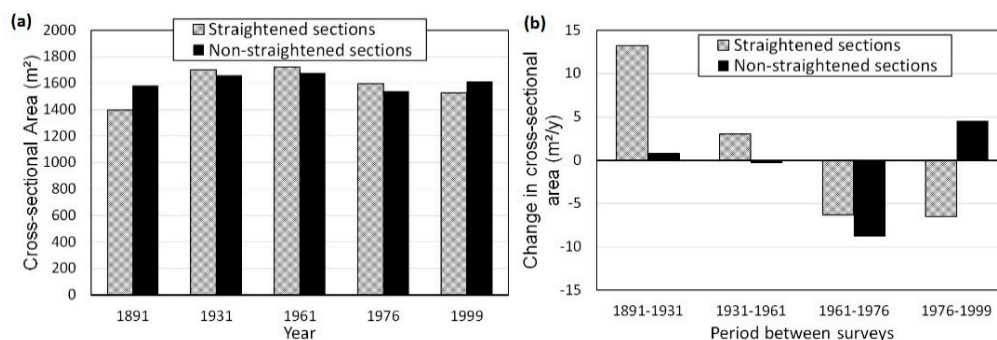 (a)
Straightened sections
Non-straightened sections
Cross-sectional Area (m²)
2000
1800
1600
1400
1200
1000
800
600
400
200
0
1891
1931
1961
1976
1999
Year
(b)
Straightened sections
Non-straightened sections
Change in cross-sectional
area (m²/y)
15
10
5
0
-5
-10
-15
1891-1931
1931-1961
1961-1976
1976-1999
Period between surveys